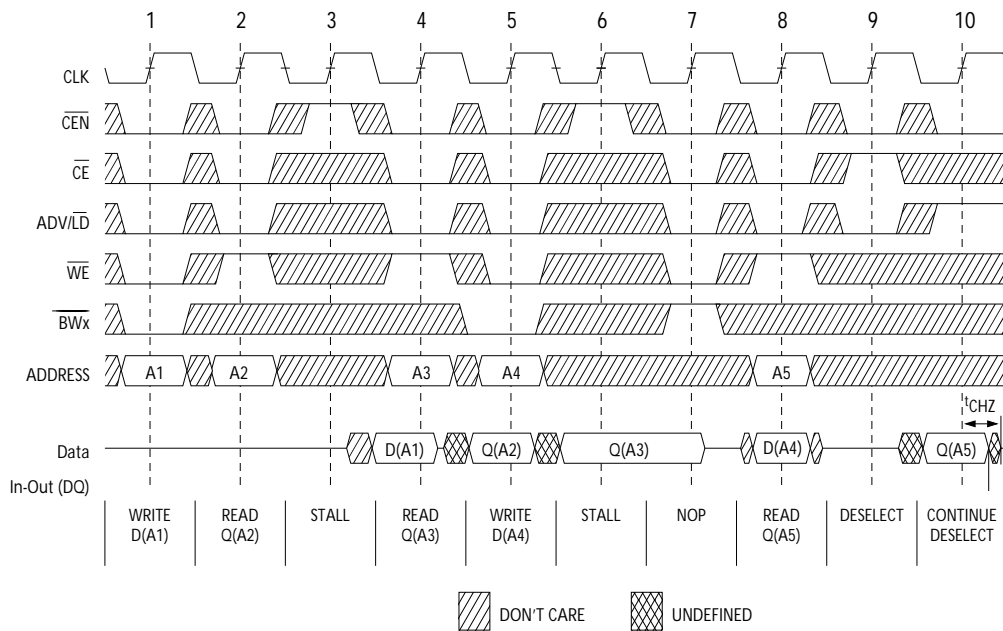 1 2 3 4 5 6 7 8 9 10
CLK
CEN
CE
ADV/LD
WE
BWx
ADDRESS A1 A2 A3 A4 A5
tCHZ
Data D(A1) Q(A2) Q(A3) D(A4) Q(A5)
In-Out (DQ)
WRITE READ STALL READ WRITE STALL NOP READ DESELECT CONTINUE
D(A1) Q(A2) Q(A3) D(A4) Q(A5) DESELECT
DON'T CARE UNDEFINED